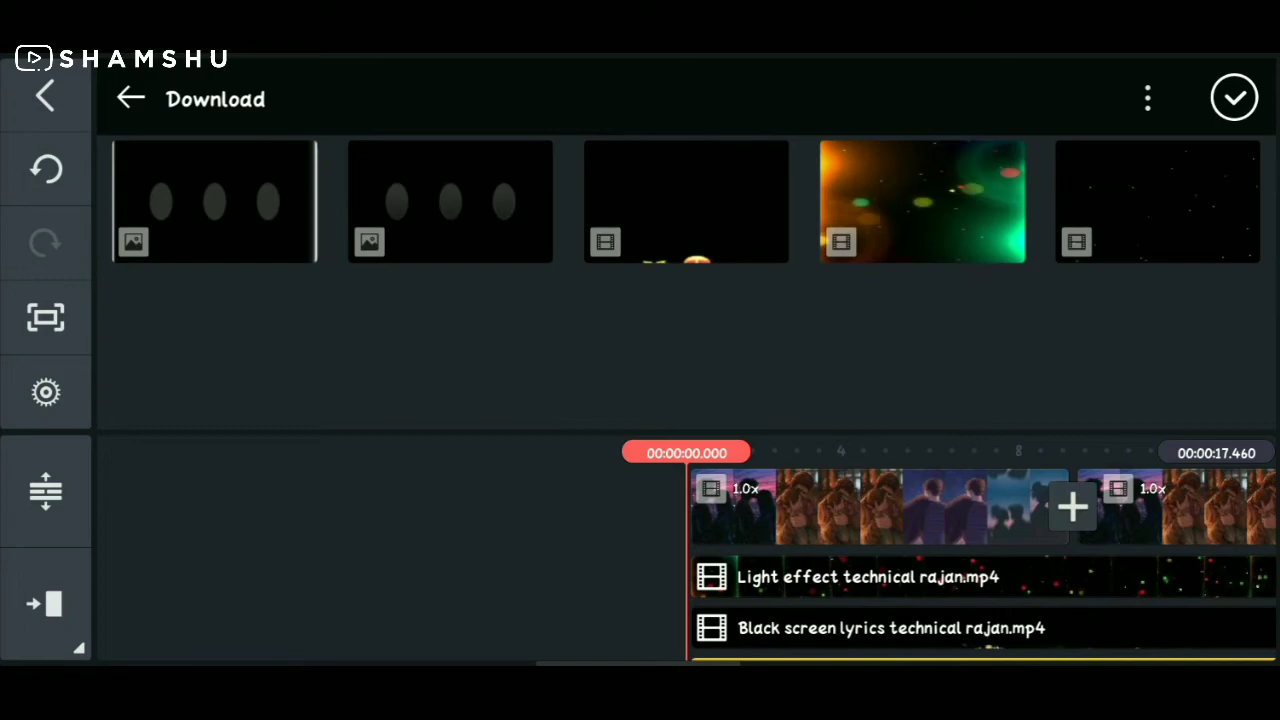 SHAMSHU
Download
00:00:00.000
4
8
00:00:17.460
1.0x
1.0x
Light effect technical rajan.mp4
Black screen lyrics technical rajan.mp4